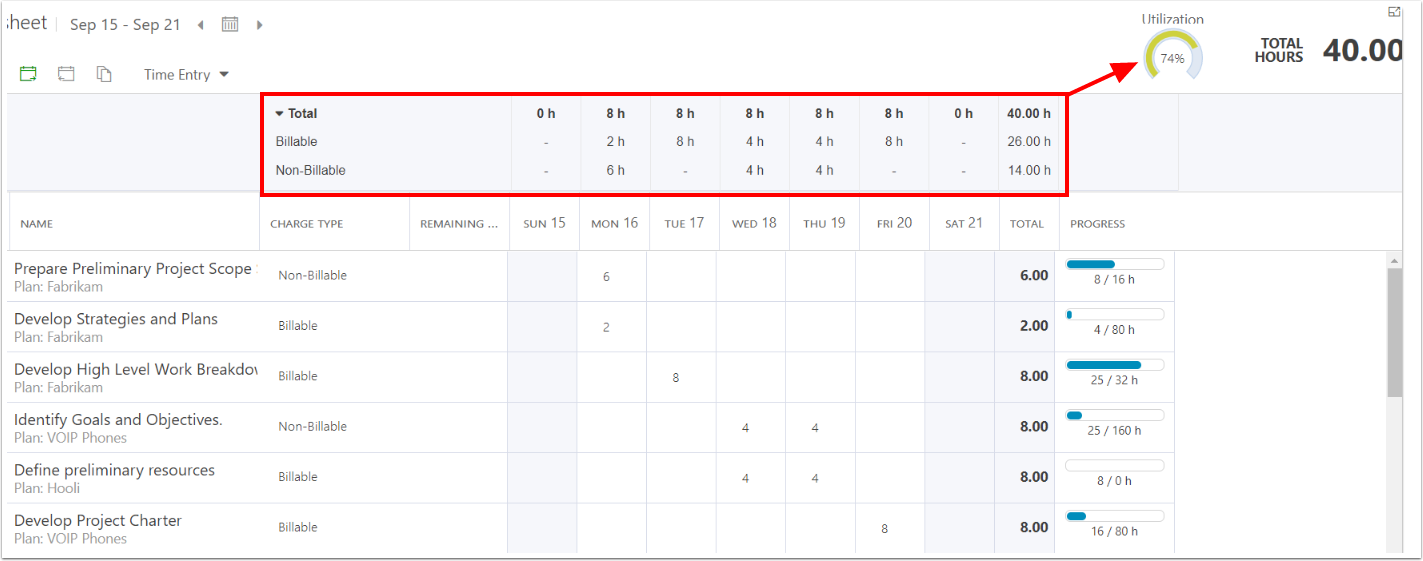 sheet Sep 15 - Sep 21
Utilization
74%
TOTAL HOURS 40.00
Time Entry
Total 0 h 8 h 8 h 8 h 8 h 8 h 0 h 40.00 h
Billable - 2 h 8 h 4 h 4 h 8 h - 26.00 h
Non-Billable - 6 h - 4 h 4 h - - 14.00 h
NAME CHARGE TYPE REMAINING ... SUN 15 MON 16 TUE 17 WED 18 THU 19 FRI 20 SAT 21 TOTAL PROGRESS
Prepare Preliminary Project Scope Non-Billable 6 6.00
Plan: Fabrikam 8 / 16 h
Develop Strategies and Plans Billable 2 2.00
Plan: Fabrikam 4 / 80 h
Develop High Level Work Breakdow Billable 8 8.00
Plan: Fabrikam 25 / 32 h
Identify Goals and Objectives. Non-Billable 4 4 8.00
Plan: VOIP Phones 25 / 160 h
Define preliminary resources Billable 4 4 8.00
Plan: Hooli 8 / 0 h
Develop Project Charter Billable 8 8.00
Plan: VOIP Phones 16 / 80 h